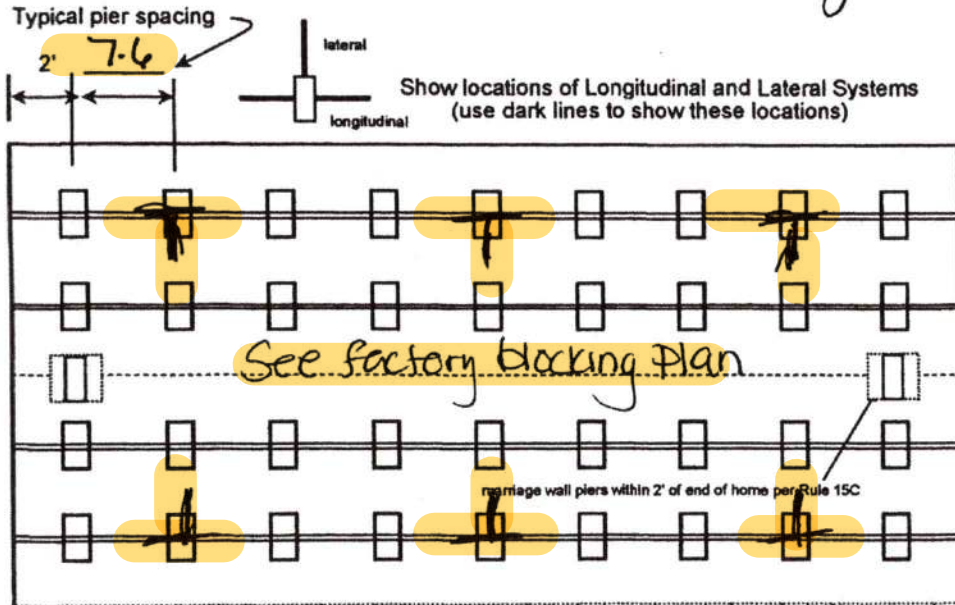 Typical pier spacing
2' 7-6
lateral
longitudinal
Show locations of Longitudinal and Lateral Systems
(use dark lines to show these locations)
See factory blocking plan
marriage wall piers within 2' of end of home per Rule 15C